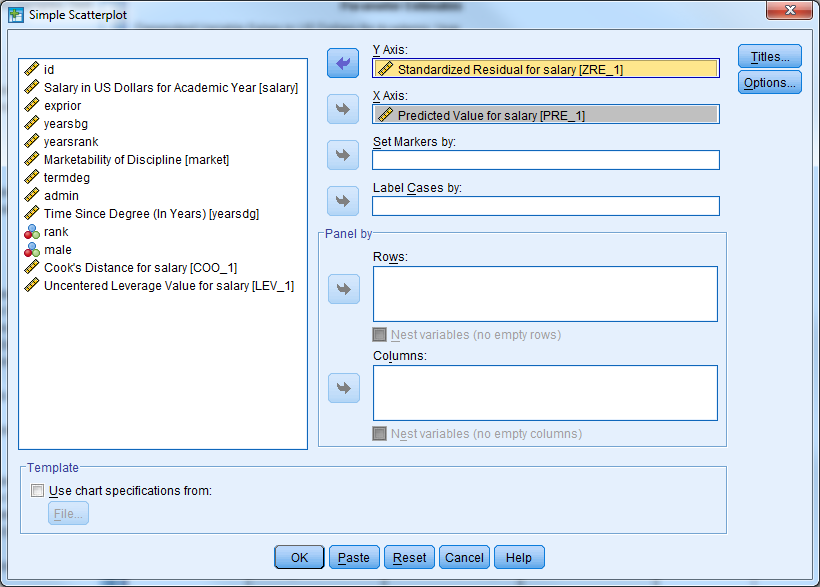 Simple Scatterplot
id
Salary in US Dollars for Academic Year [salary]
exprior
yearsbg
yearsrank
Marketability of Discipline [market]
termdeg
admin
Time Since Degree (In Years) [yearsdg]
rank
male
Cook's Distance for salary [COO_1]
Uncentered Leverage Value for salary [LEV_1]
Y Axis:
Standardized Residual for salary [ZRE_1]
X Axis:
Predicted Value for salary [PRE_1]
Set Markers by:
Label Cases by:
Panel by
Rows:
Nest variables (no empty rows)
Columns:
Nest variables (no empty columns)
Titles...
Options...
Template
Use chart specifications from:
File...
OK
Paste
Reset
Cancel
Help